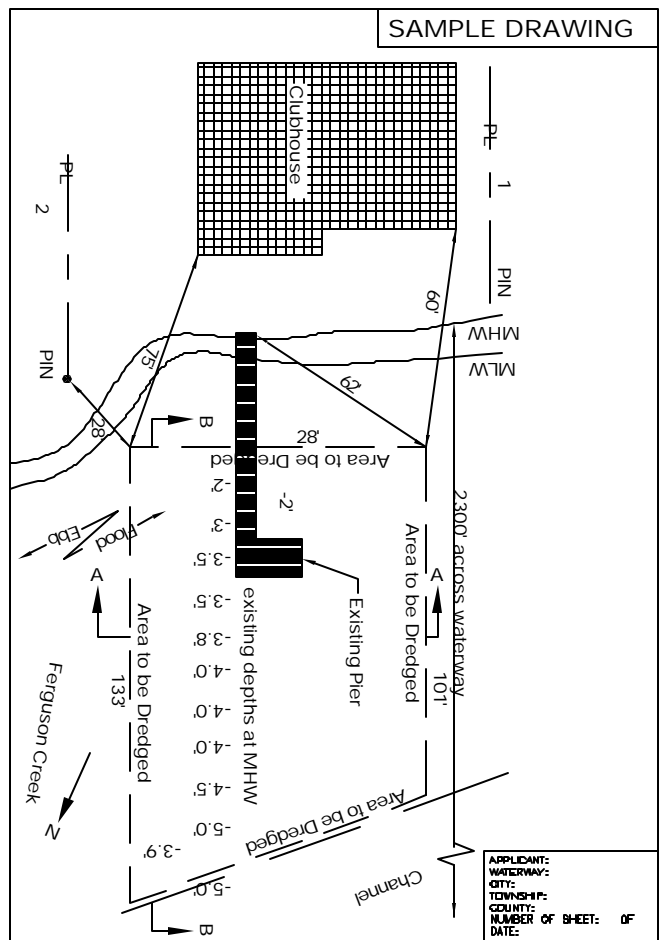 SAMPLE DRAWING
Clubhouse
PL
1
PIN
PL
2
PIN
60'
MHW
MLW
75'
62'
28'
B
28'
Area to be Dredged
-2'
-2'
-3'
-3.5'
-3.5'
-3.8'
-4.0'
-4.0'
-4.0'
-4.5'
-5.0'
-5.0'
-3.9'
existing depths at MHW
Existing Pier
2300' across waterway
Area to be Dredged
101'
A
A
Flood
Ebb
Area to be Dredged
133'
Ferguson Creek
N
Area to be Dredged
Channel
B
APPLICANT:
WATERWAY:
CITY:
TOWNSHIP:
COUNTY:
NUMBER OF SHEET: OF
DATE: